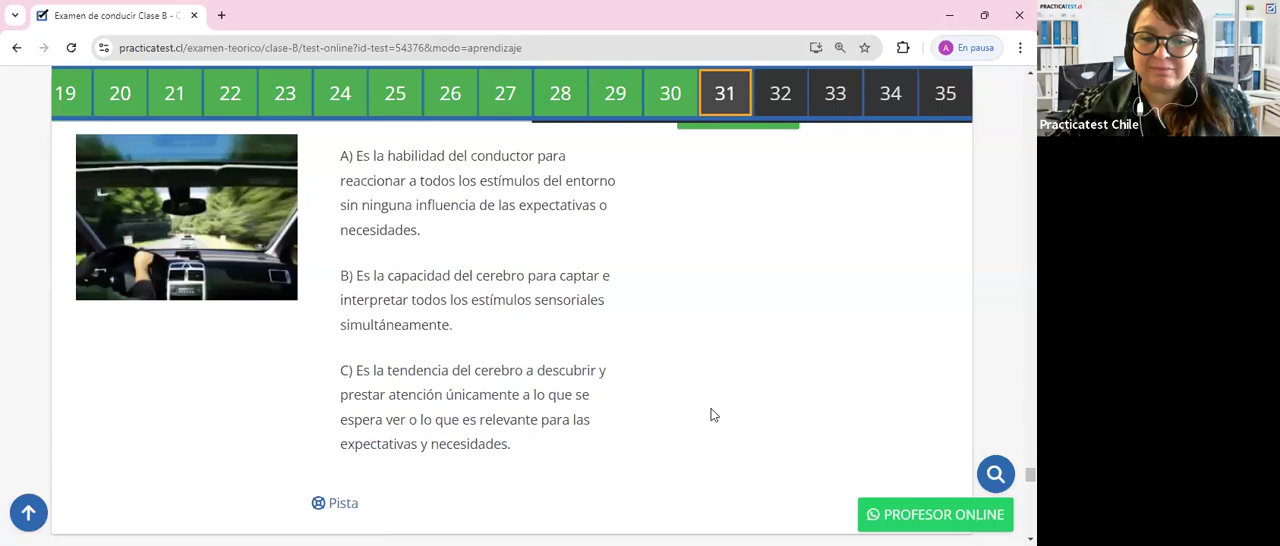 Examen de conducir Clase B - C
practicatest.cl/examen-teorico/clase-B/test-online?id-test=54376&modo=aprendizaje
A En pausa
19 20 21 22 23 24 25 26 27 28 29 30 31 32 33 34 35
A) Es la habilidad del conductor para
reaccionar a todos los estímulos del entorno
sin ninguna influencia de las expectativas o
necesidades.
B) Es la capacidad del cerebro para captar e
interpretar todos los estímulos sensoriales
simultáneamente.
C) Es la tendencia del cerebro a descubrir y
prestar atención únicamente a lo que se
espera ver o lo que es relevante para las
expectativas y necesidades.
Pista
PROFESOR ONLINE
PRACTICATEST.cl
Practicatest Chile